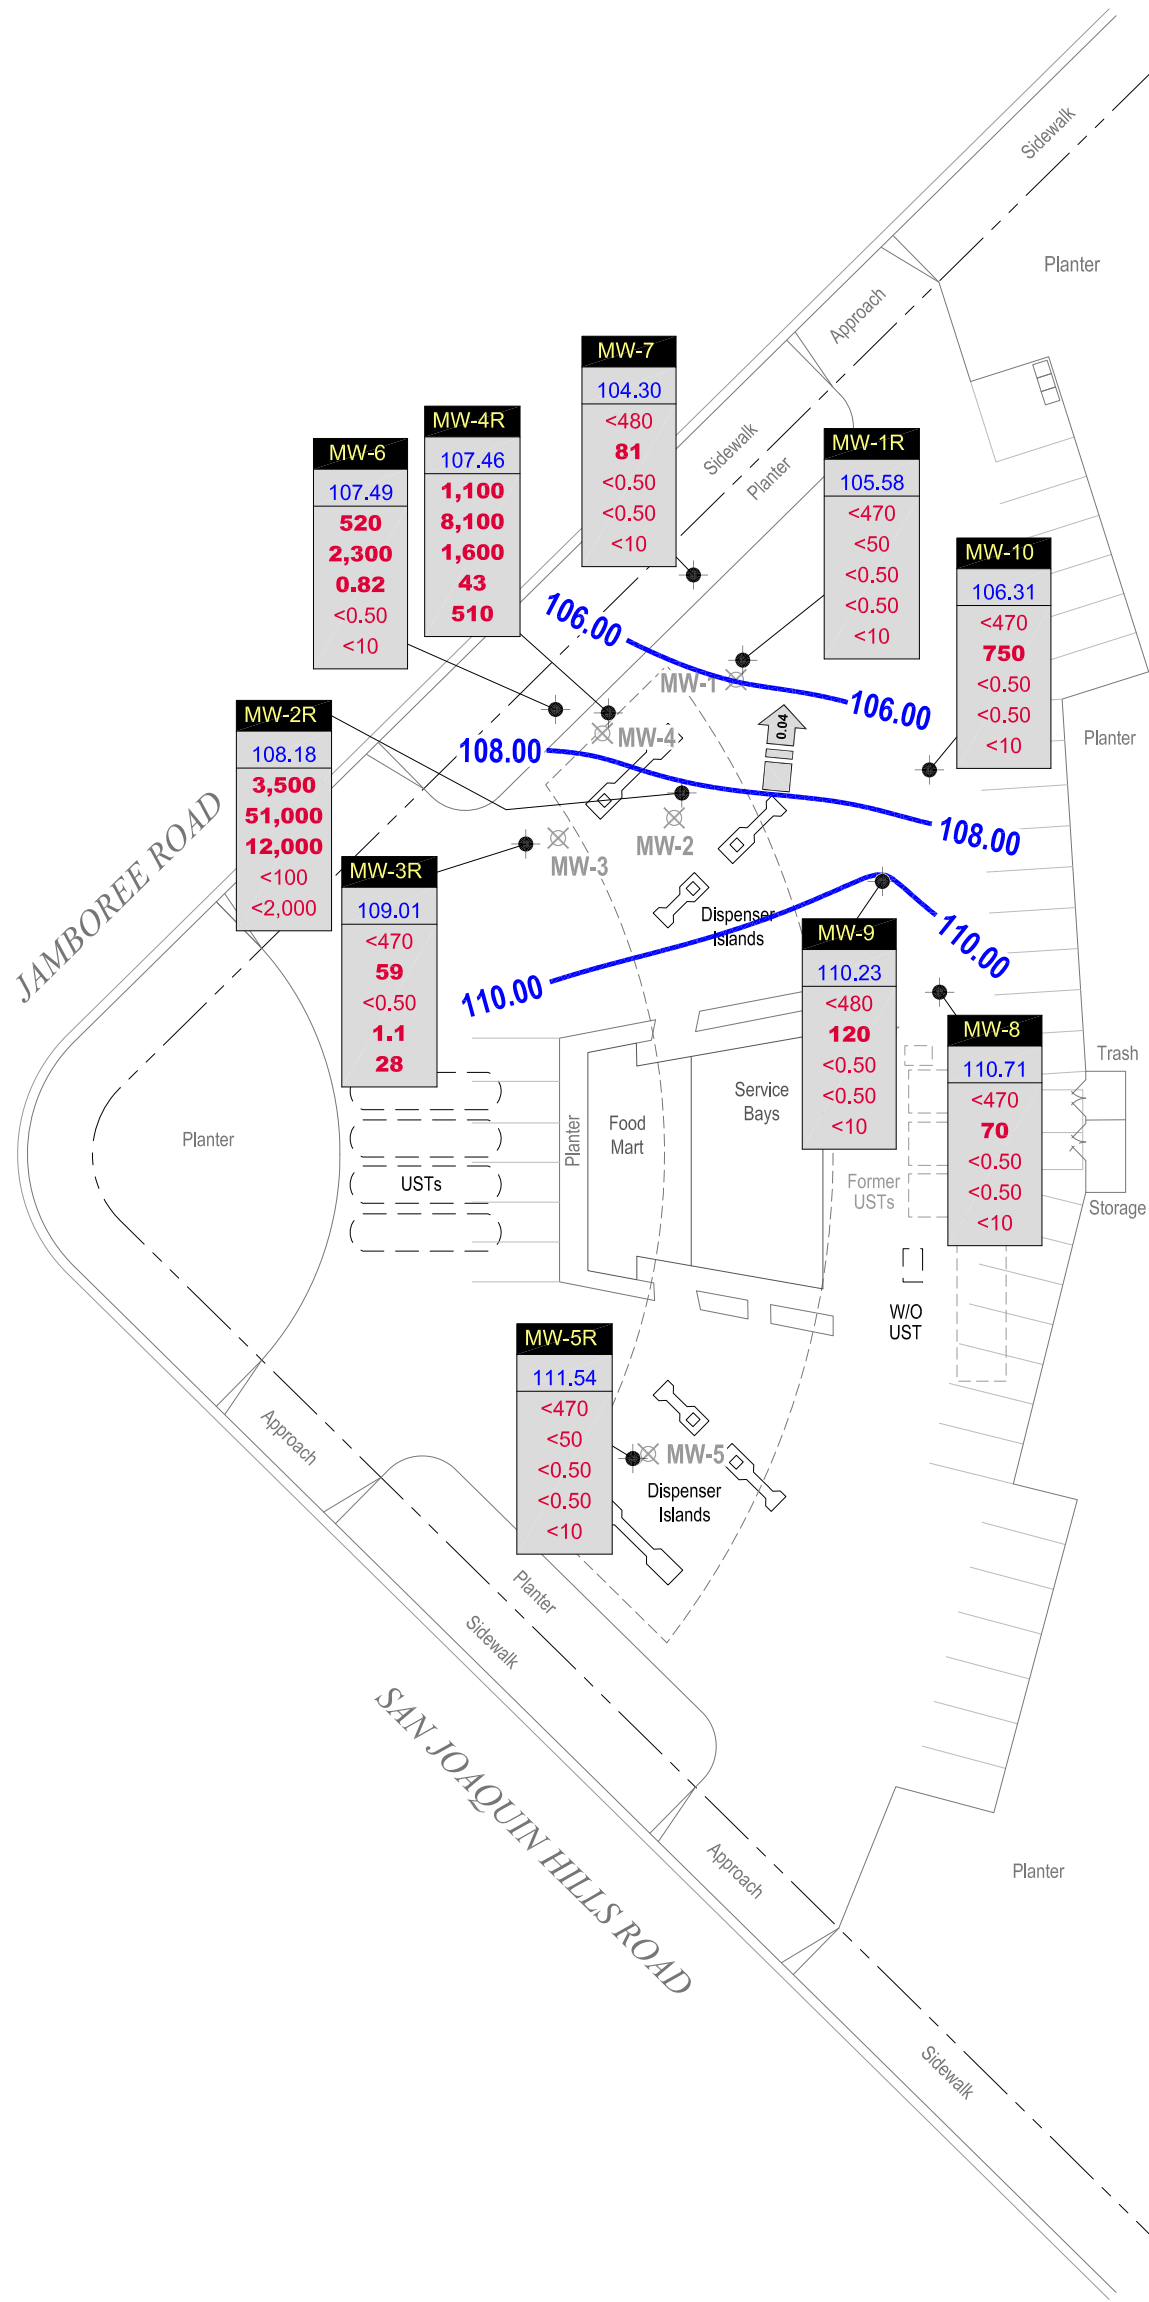 Sidewalk
Planter
Approach
MW-7
104.30
<480
81
<0.50
<0.50
<10
Sidewalk
Planter
MW-4R
107.46
1,100
8,100
1,600
43
510
MW-1R
105.58
<470
<50
<0.50
<0.50
<10
MW-6
107.49
520
2,300
0.82
<0.50
<10
MW-10
106.31
<470
750
<0.50
<0.50
<10
106.00
MW-1
106.00
0.04
MW-2R
108.18
3,500
51,000
12,000
<100
<2,000
108.00
MW-4
Planter
MW-2
108.00
MW-3
JAMBOREE ROAD
MW-3R
109.01
<470
59
<0.50
1.1
28
Dispenser
Islands
110.00
110.00
MW-9
110.23
<480
120
<0.50
<0.50
<10
MW-8
110.71
<470
70
<0.50
<0.50
<10
Trash
Service
Bays
Food
Mart
Planter
Planter
USTs
Former
USTs
Storage
W/O
UST
MW-5R
111.54
<470
<50
<0.50
<0.50
<10
Approach
MW-5
Dispenser
Islands
Planter
Sidewalk
SAN JOAQUIN HILLS ROAD
Approach
Planter
Sidewalk